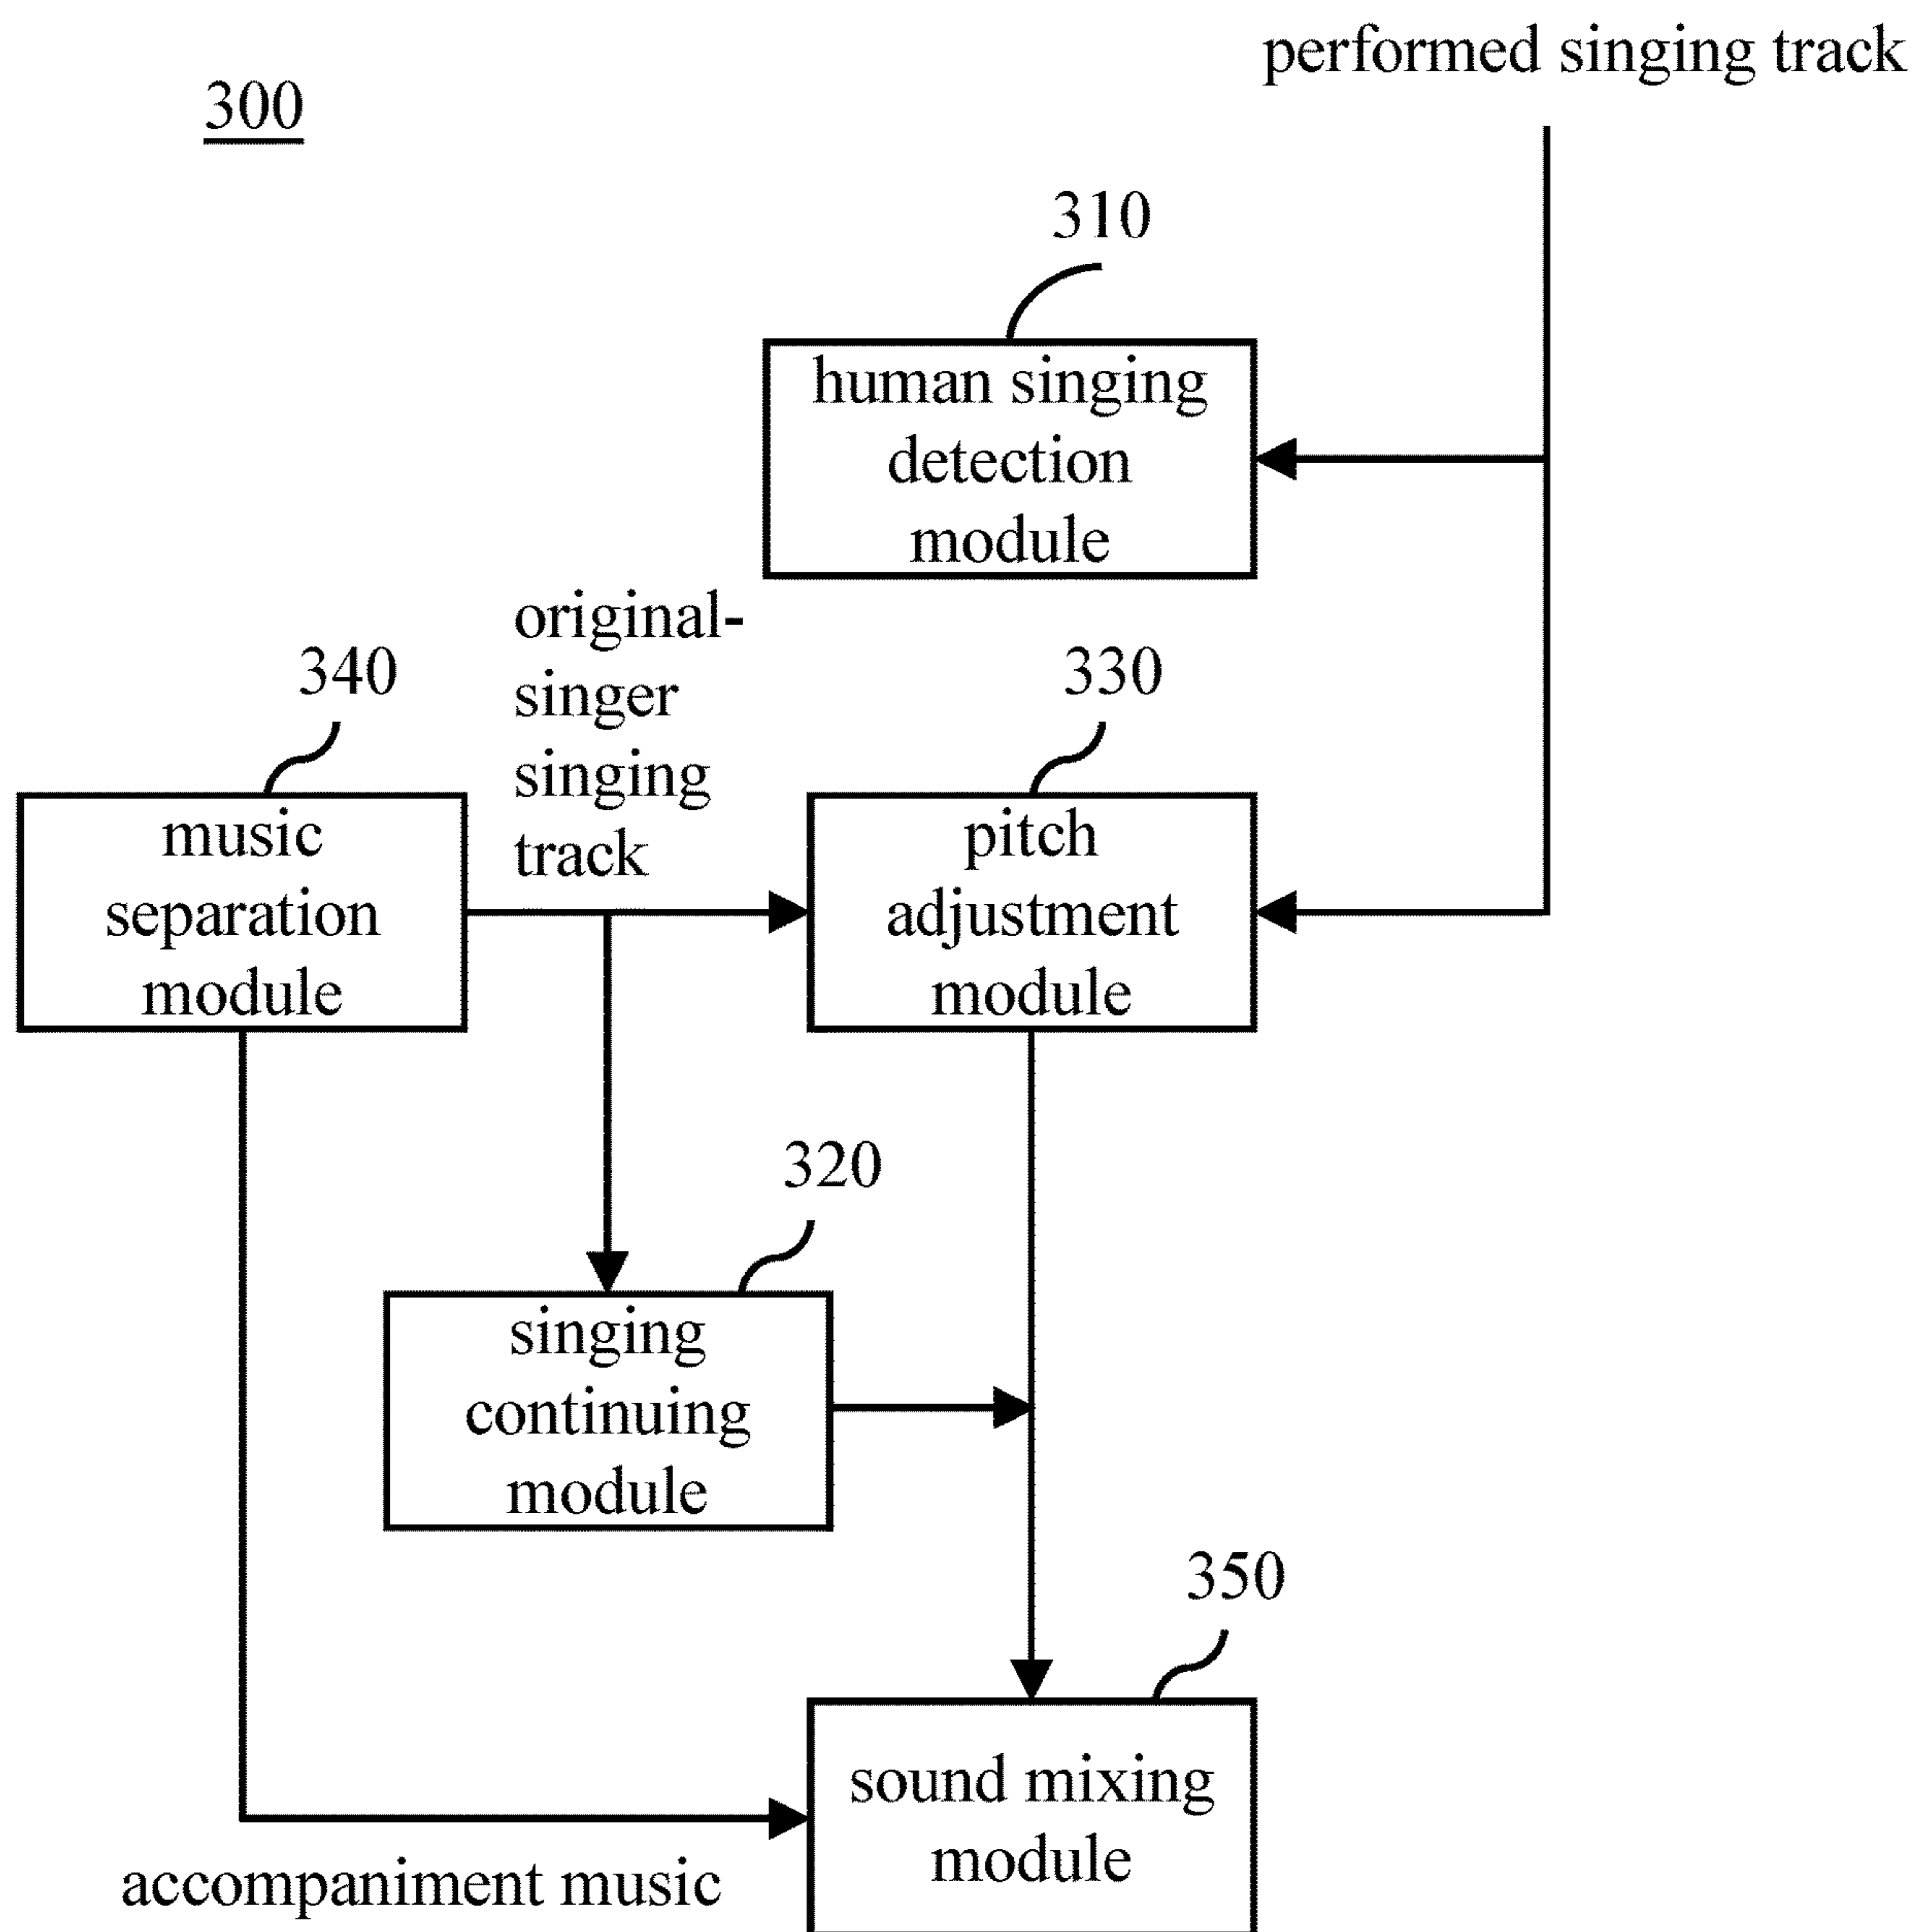 performed singing track
300
310
human singing
detection
module
original-
singer
singing
track
340
330
music
separation
module
pitch
adjustment
module
320
singing
continuing
module
350
sound mixing
module
accompaniment music